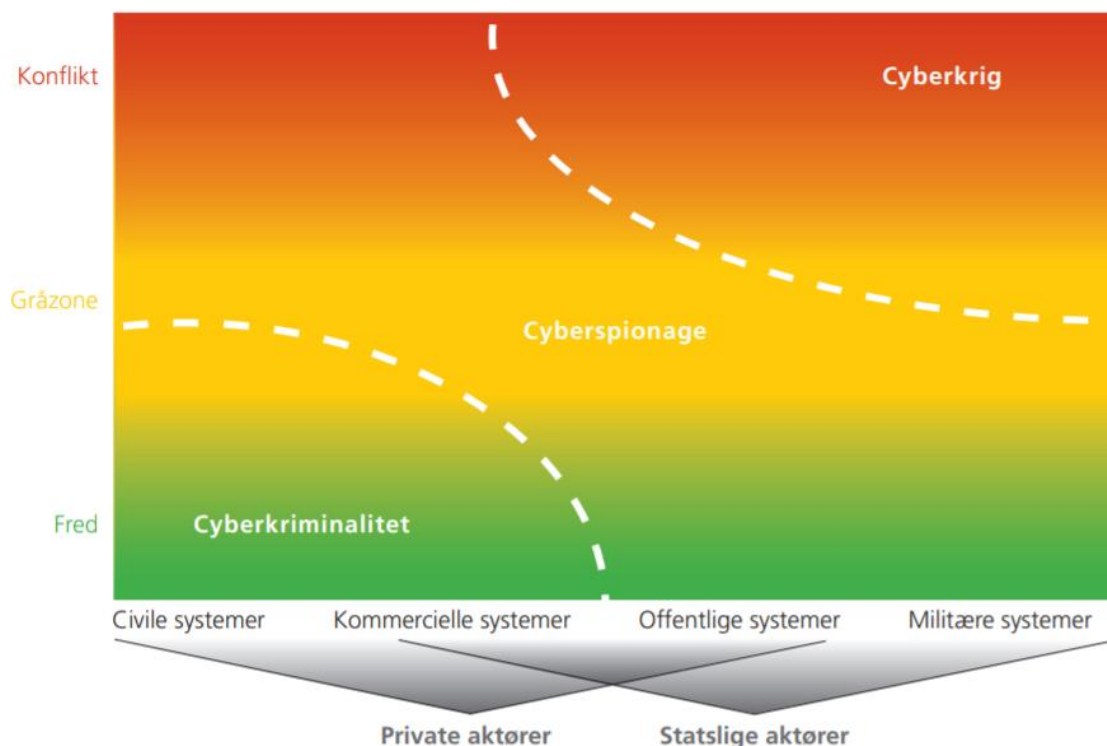 Konflikt
Cyberkrig
Gråzone
Cyberspionage
Fred
Cyberkriminalitet
Civile systemer
Kommercielle systemer
Offentlige systemer
Militære systemer
Private aktører
Statslige aktører